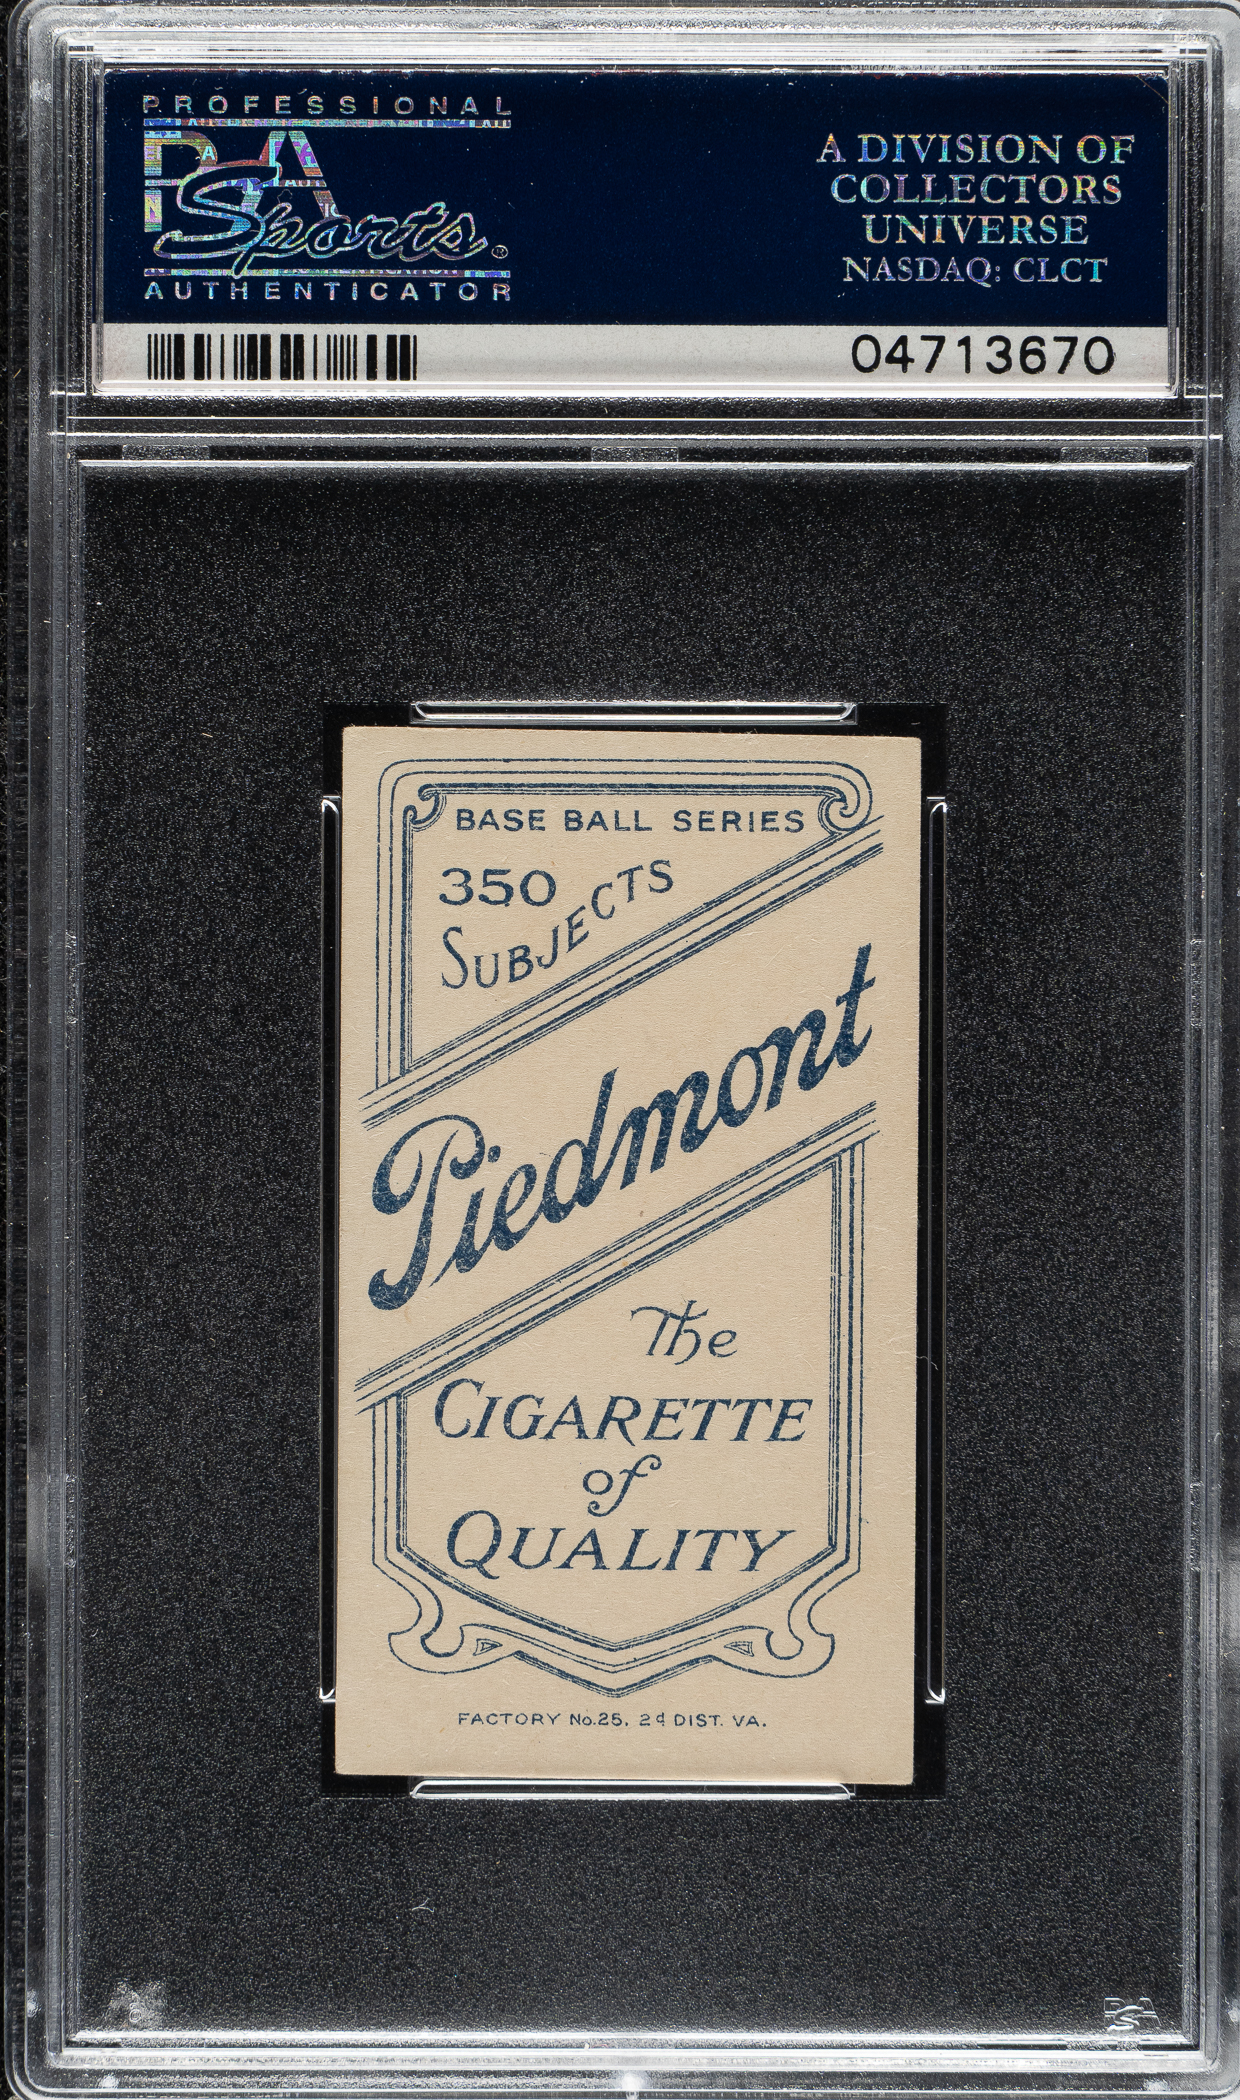 PROFESSIONAL
PSA
Sports®
AUTHENTICATOR
A DIVISION OF
COLLECTORS
UNIVERSE
NASDAQ: CLCT
04713670
BASE BALL SERIES
350
SUBJECTS
Piedmont
The
CIGARETTE
of
QUALITY
FACTORY No.25. 2d DIST. VA.
PSA